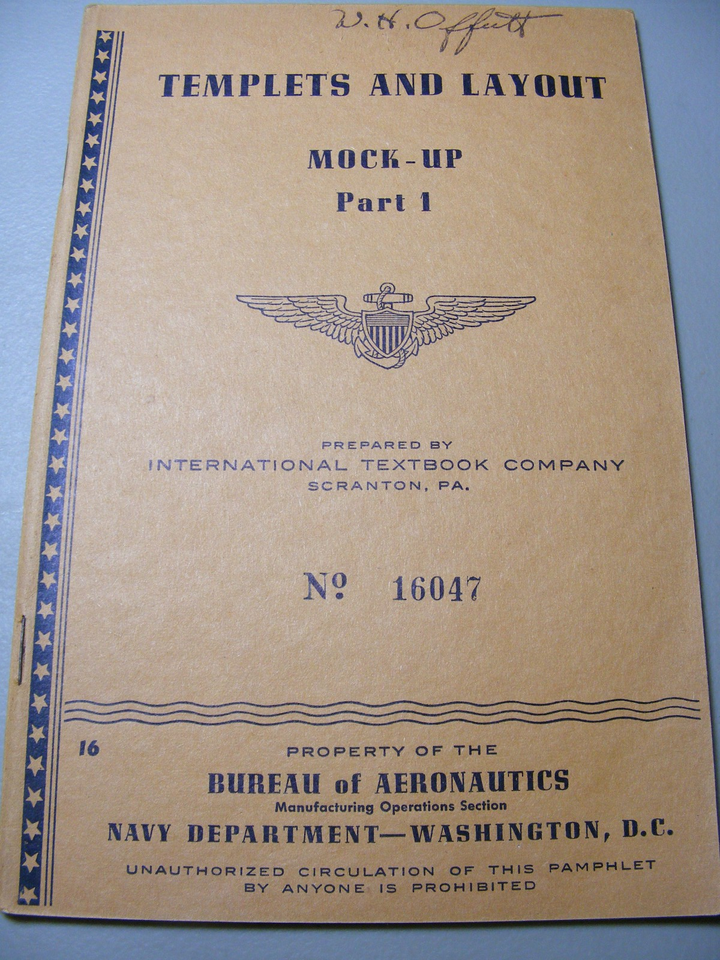 W. H. Offutt
TEMPLETS AND LAYOUT
MOCK-UP
Part 1
PREPARED BY
INTERNATIONAL TEXTBOOK COMPANY
SCRANTON, PA.
Nº 16047
16
PROPERTY OF THE
BUREAU of AERONAUTICS
Manufacturing Operations Section
NAVY DEPARTMENT—WASHINGTON, D.C.
UNAUTHORIZED CIRCULATION OF THIS PAMPHLET
BY ANYONE IS PROHIBITED